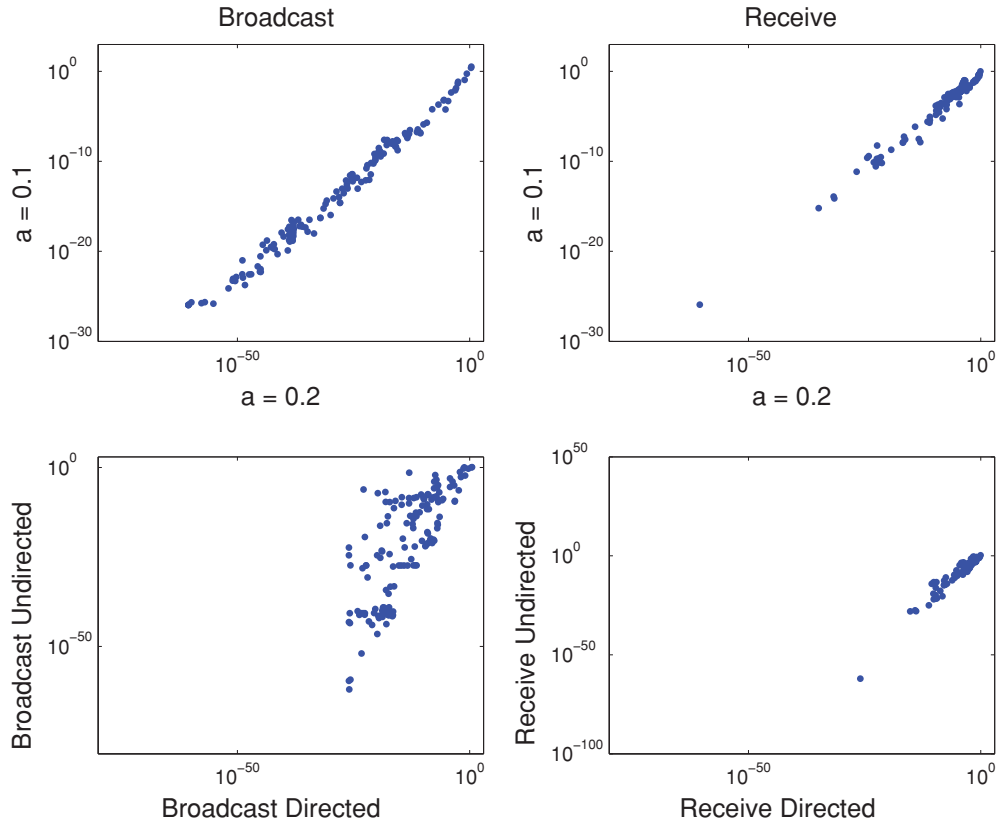 Broadcast
Receive
10^0
10^-10
10^-20
10^-30
a = 0.1
10^-50
10^0
a = 0.2
10^0
10^-10
10^-20
10^-30
a = 0.1
10^-50
10^0
a = 0.2
10^0
10^-50
Broadcast Undirected
10^-50
10^0
Broadcast Directed
10^50
10^0
10^-50
10^-100
Receive Undirected
10^-50
10^0
Receive Directed